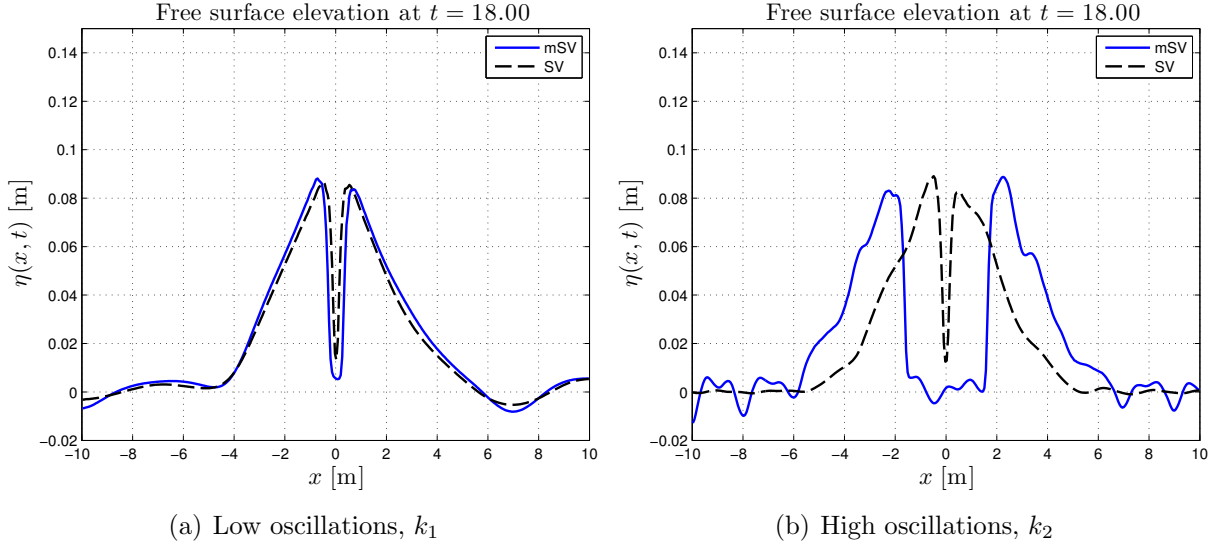 Free surface elevation at t = 18.00
0.14
0.12
0.1
0.08
0.06
0.04
0.02
0
−0.02
η(x, t) [m]
mSV
SV
−10 −8 −6 −4 −2 0 2 4 6 8 10
x [m]
(a) Low oscillations, k₁
Free surface elevation at t = 18.00
0.14
0.12
0.1
0.08
0.06
0.04
0.02
0
−0.02
η(x, t) [m]
mSV
SV
−10 −8 −6 −4 −2 0 2 4 6 8 10
x [m]
(b) High oscillations, k₂